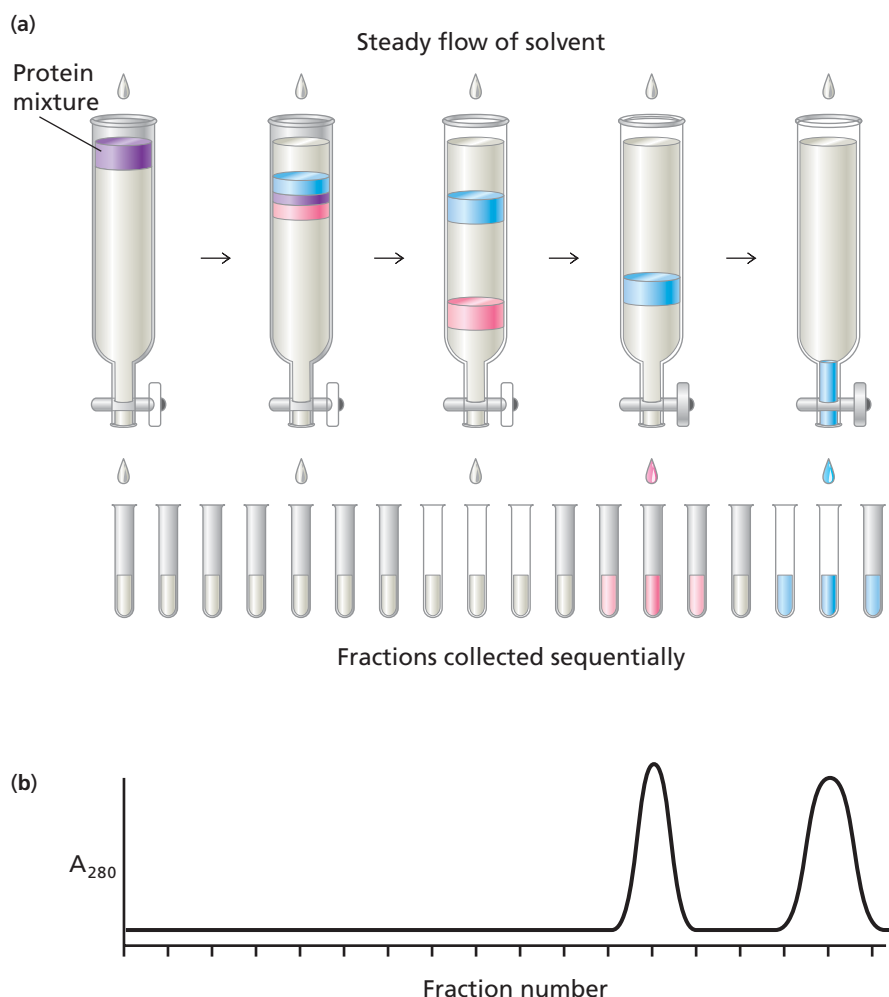 (a)
Steady flow of solvent
Protein
mixture
Fractions collected sequentially
(b)
A280
Fraction number